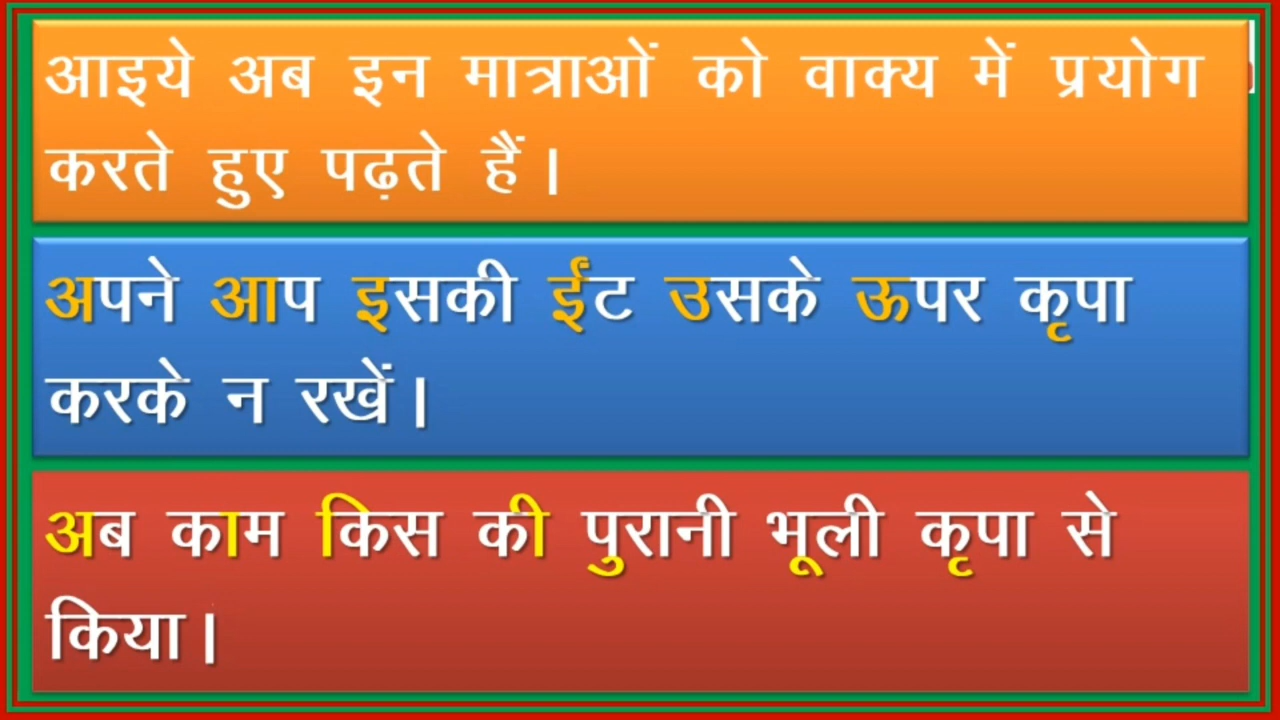 आइये अब इन मात्राओं को वाक्य में प्रयोग
करते हुए पढ़ते हैं।
अपने आप इसकी ईंट उसके ऊपर कृपा
करके न रखें।
अब काम किस की पुरानी भूली कृपा से
किया।